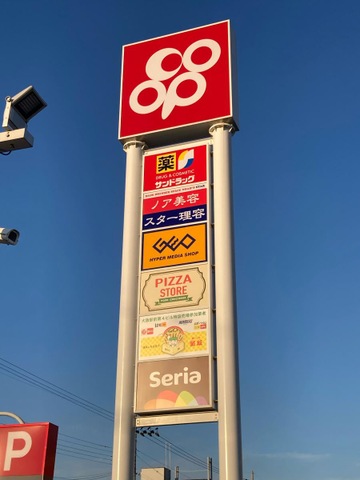 coop
薬
DRUG & COSMETIC
サンドラッグ
ノア美容
スター理容
GEO
HYPER MEDIA SHOP
PIZZA
STORE
Seria
P